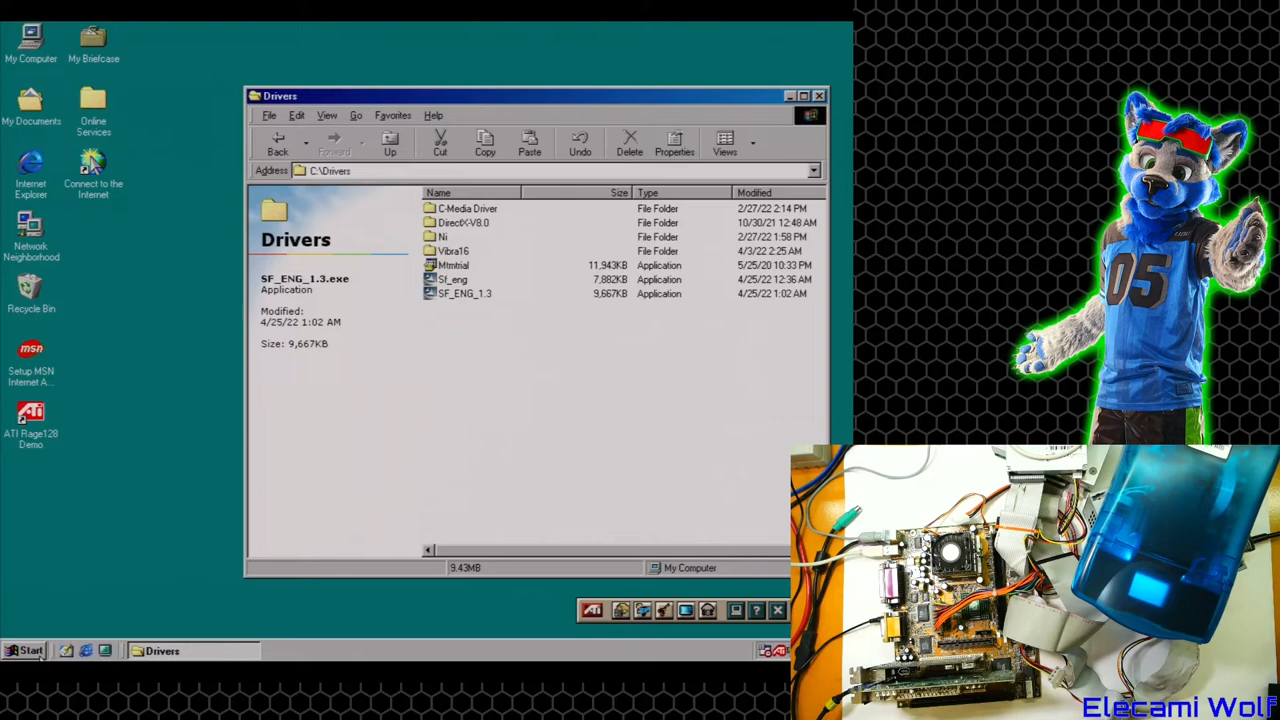 My Computer
My Briefcase
My Documents
Online
Services
Internet
Explorer
Connect to the
Internet
Network
Neighborhood
Recycle Bin
msn
Setup MSN
Internet A...
ATI
ATI Rage128
Demo
Drivers
File Edit View Go Favorites Help
Back Forward Up Cut Copy Paste Undo Delete Properties Views
Address C:\Drivers
Name Size Type Modified
C-Media Driver File Folder 2/27/22 2:14 PM
DirectX-V8.0 File Folder 10/30/21 12:48 AM
Ni File Folder 2/27/22 1:58 PM
Vibra16 File Folder 4/3/22 2:25 AM
Mtmtrial 11,943KB Application 5/25/20 10:33 PM
Sf_eng 7,882KB Application 4/25/22 12:36 AM
SF_ENG_1.3 9,667KB Application 4/25/22 1:02 AM
Drivers
SF_ENG_1.3.exe
Application
Modified:
4/25/22 1:02 AM
Size: 9,667KB
9.43MB My Computer
ATI
Start Drivers
05
Elecami Wolf